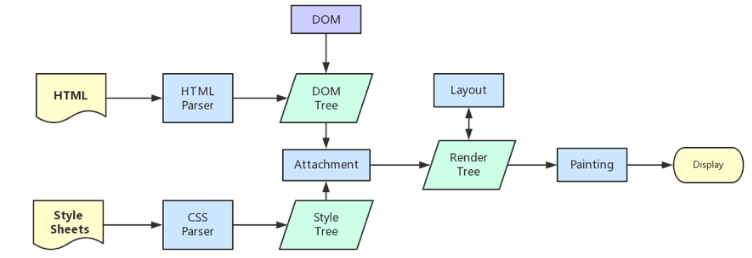 DOM
HTML
HTML
Parser
DOM
Tree
Layout
Attachment
Render
Tree
Painting
Display
Style
Sheets
CSS
Parser
Style
Tree